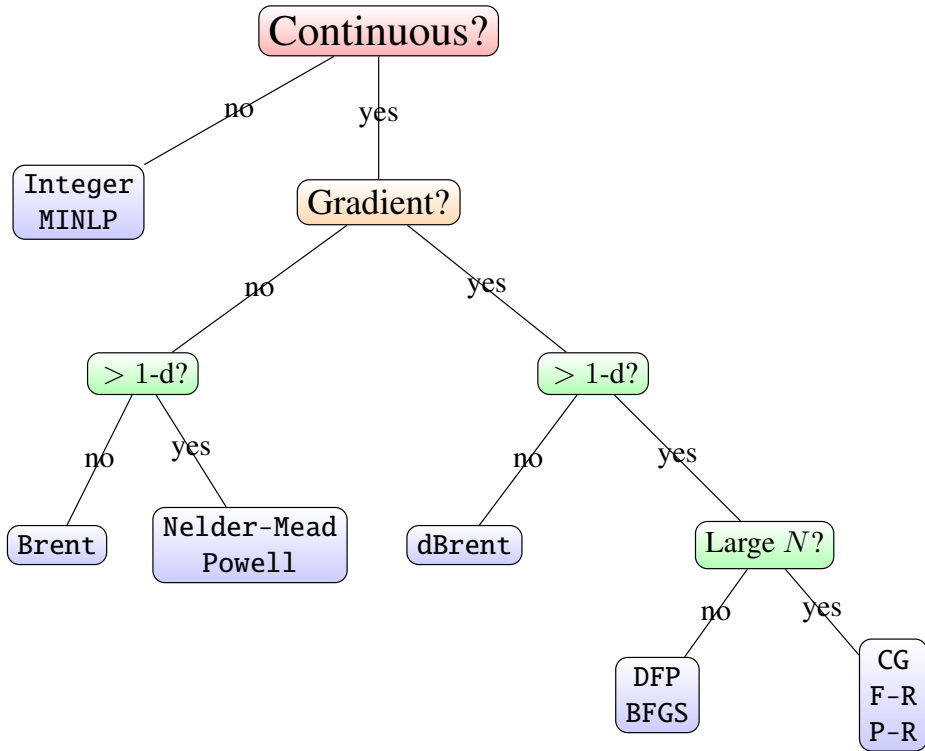 Continuous?
no
yes
Integer
MINLP
Gradient?
no
yes
> 1-d?
> 1-d?
no
yes
no
yes
Brent
Nelder-Mead
Powell
dBrent
Large N?
no
yes
DFP
BFGS
CG
F-R
P-R